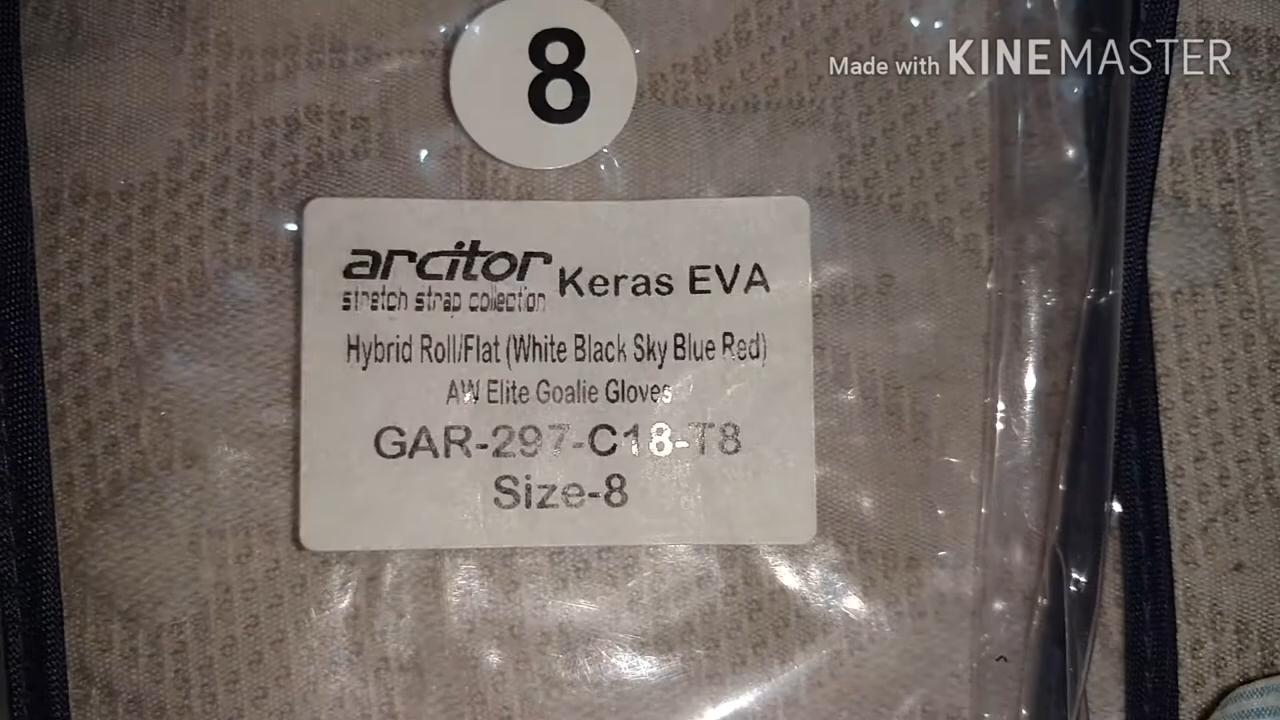 8
Made with KINEMASTER
arcitor Keras EVA
stretch strap collection
Hybrid Roll/Flat (White Black Sky Blue Red)
AW Elite Goalie Gloves
GAR-297-C18-T8
Size-8